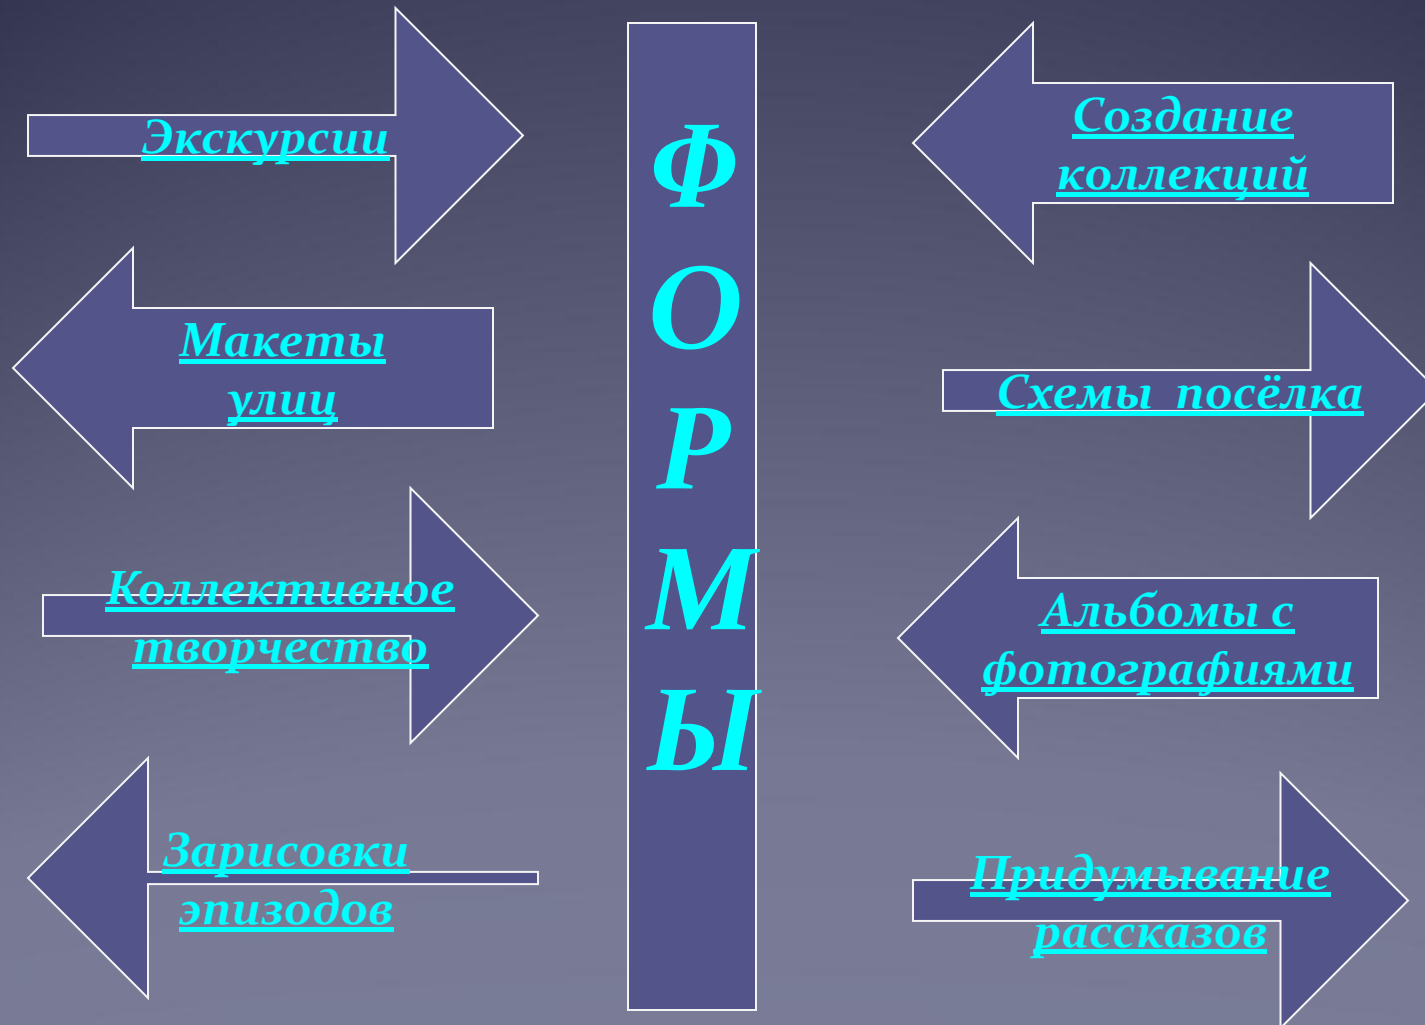 Экскурсии
Макеты
улиц
Коллективное
творчество
Зарисовки
эпизодов
Ф
О
Р
М
Ы
Создание
коллекций
Схемы посёлка
Альбомы с
фотографиями
Придумывание
рассказов